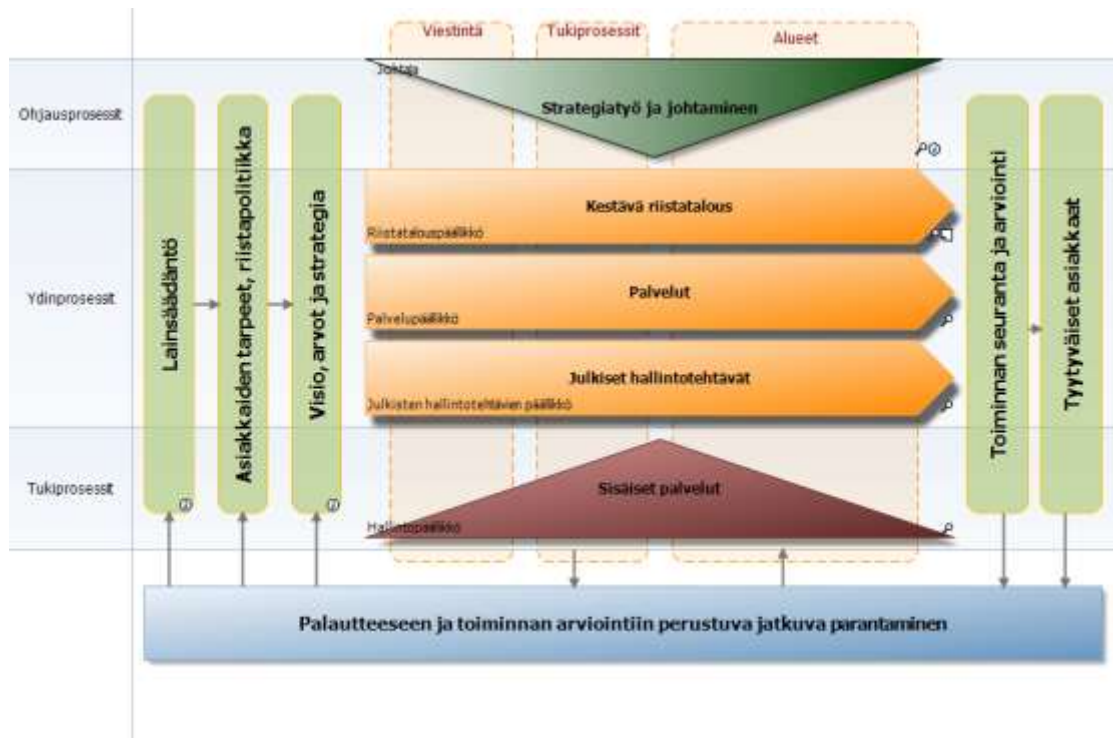 Viestintä
Tukiprosessit
Alueet
Johtaja
Strategiatyö ja johtaminen
Ohjausprosessit
Kestävä riistatalous
Riistatalouspäällikkö
Ydinprosessit
Palvelut
Palvelupäällikkö
Julkiset hallintotehtävät
Julkisten hallintotehtävien päällikkö
Tukiprosessit
Sisäiset palvelut
Hallintopäällikkö
Lainsäädäntö
Asiakkaiden tarpeet, riistapolitiikka
Visio, arvot ja strategia
Toiminnan seuranta ja arviointi
Tyytyväiset asiakkaat
Palautteeseen ja toiminnan arviointiin perustuva jatkuva parantaminen